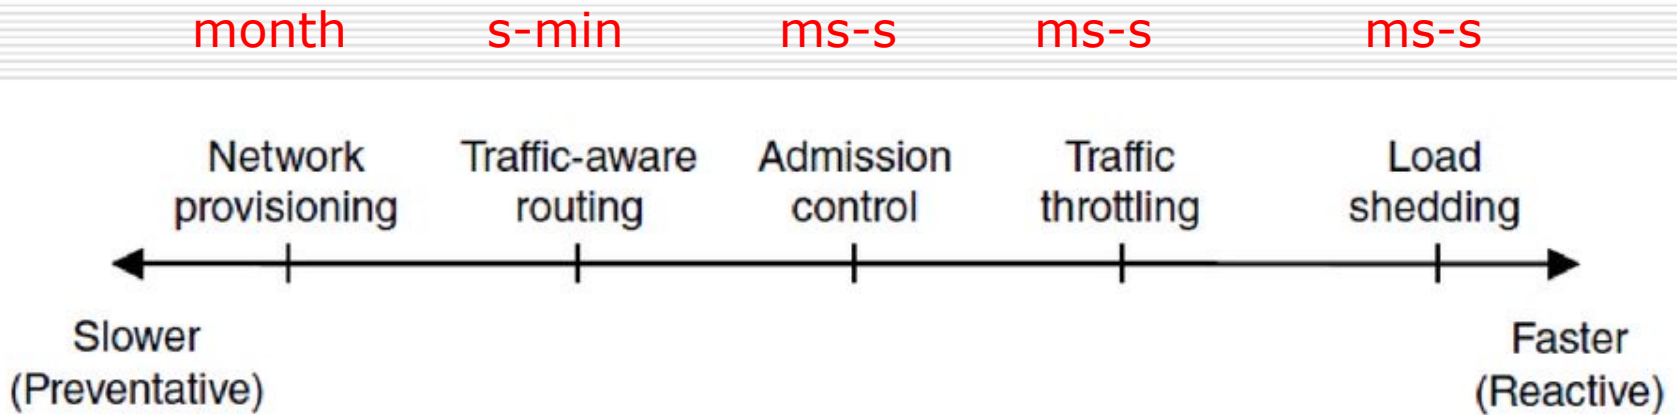 month s-min ms-s ms-s ms-s
Network Traffic-aware Admission Traffic Load
provisioning routing control throttling shedding
Slower Faster
(Preventative) (Reactive)